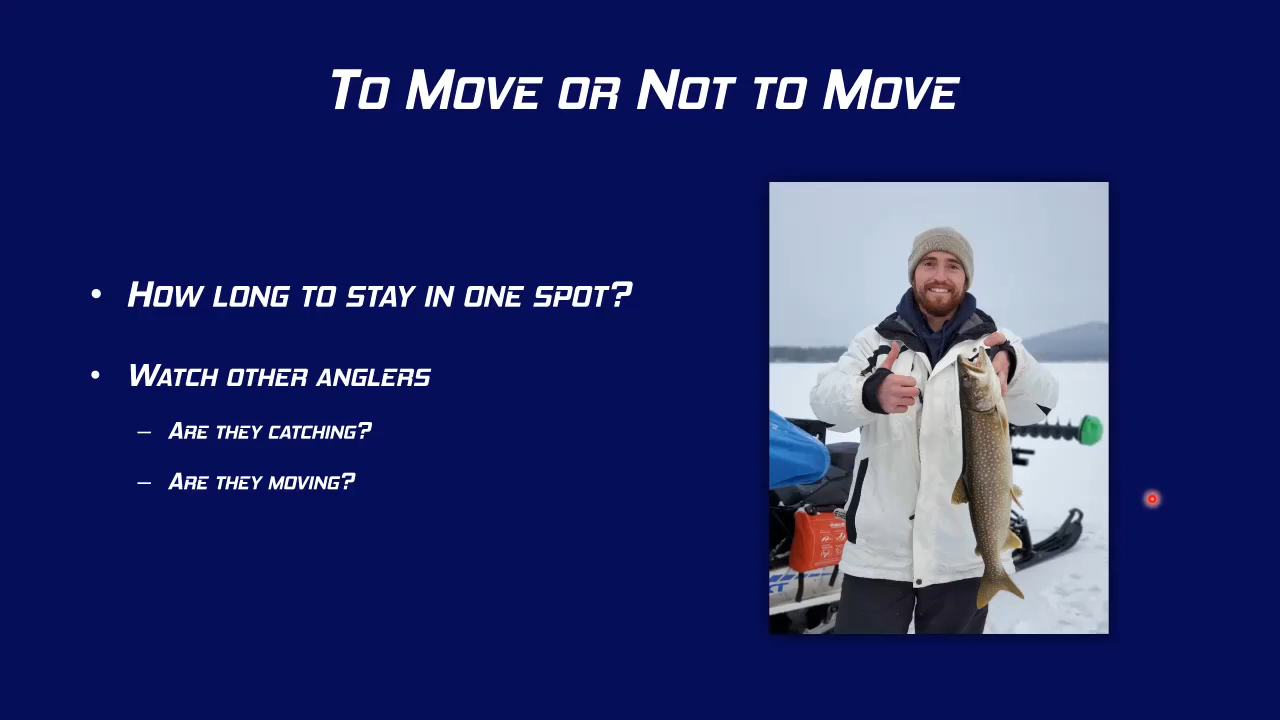 To Move or Not to Move
• How long to stay in one spot?
• Watch other anglers
– Are they catching?
– Are they moving?